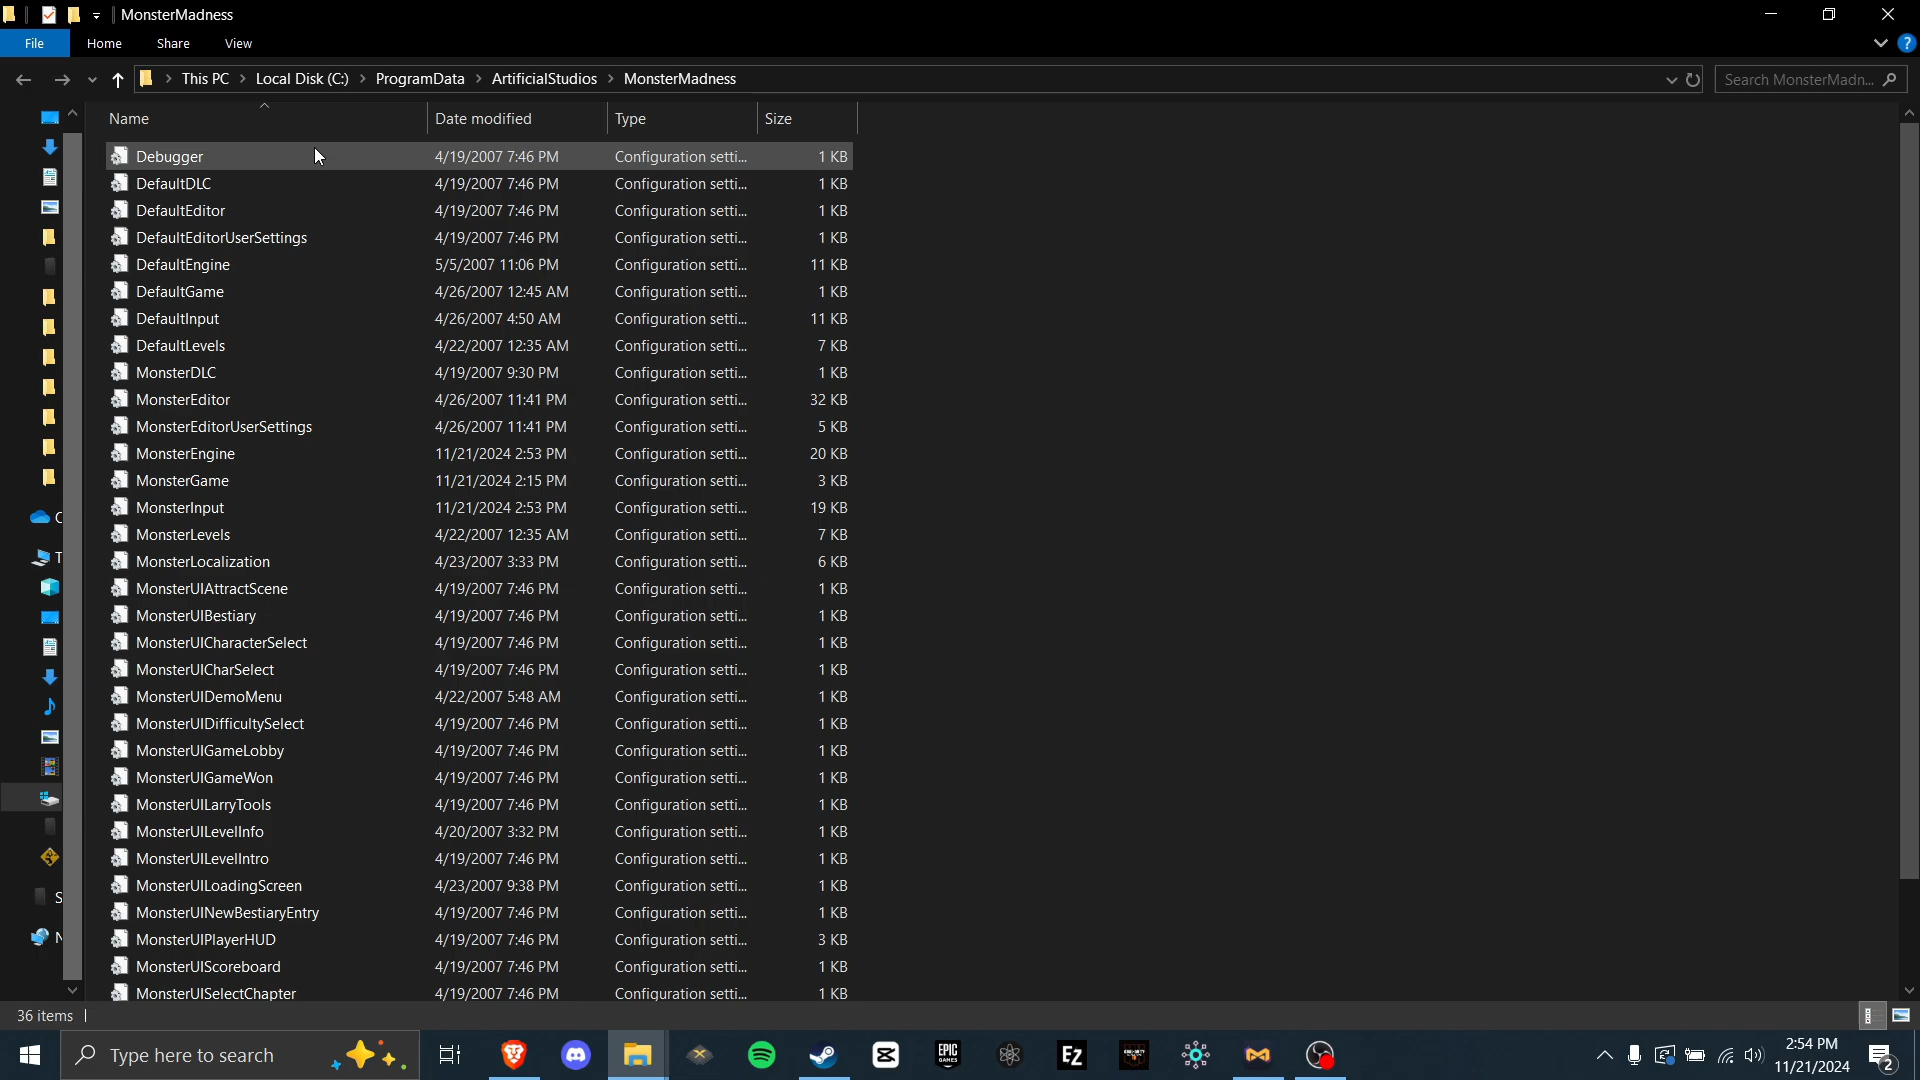 MonsterMadness
File Home Share View
This PC > Local Disk (C:) > ProgramData > ArtificialStudios > MonsterMadness Search MonsterMadn...
Name Date modified Type Size
Debugger 4/19/2007 7:46 PM Configuration setti... 1 KB
DefaultDLC 4/19/2007 7:46 PM Configuration setti... 1 KB
DefaultEditor 4/19/2007 7:46 PM Configuration setti... 1 KB
DefaultEditorUserSettings 4/19/2007 7:46 PM Configuration setti... 1 KB
DefaultEngine 5/5/2007 11:06 PM Configuration setti... 11 KB
DefaultGame 4/26/2007 12:45 AM Configuration setti... 1 KB
DefaultInput 4/26/2007 4:50 AM Configuration setti... 11 KB
DefaultLevels 4/22/2007 12:35 AM Configuration setti... 7 KB
MonsterDLC 4/19/2007 9:30 PM Configuration setti... 1 KB
MonsterEditor 4/26/2007 11:41 PM Configuration setti... 32 KB
MonsterEditorUserSettings 4/26/2007 11:41 PM Configuration setti... 5 KB
MonsterEngine 11/21/2024 2:53 PM Configuration setti... 20 KB
MonsterGame 11/21/2024 2:15 PM Configuration setti... 3 KB
MonsterInput 11/21/2024 2:53 PM Configuration setti... 19 KB
MonsterLevels 4/22/2007 12:35 AM Configuration setti... 7 KB
MonsterLocalization 4/23/2007 3:33 PM Configuration setti... 6 KB
MonsterUIAttractScene 4/19/2007 7:46 PM Configuration setti... 1 KB
MonsterUIBestiary 4/19/2007 7:46 PM Configuration setti... 1 KB
MonsterUICharacterSelect 4/19/2007 7:46 PM Configuration setti... 1 KB
MonsterUICharSelect 4/19/2007 7:46 PM Configuration setti... 1 KB
MonsterUIDemoMenu 4/22/2007 5:48 AM Configuration setti... 1 KB
MonsterUIDifficultySelect 4/19/2007 7:46 PM Configuration setti... 1 KB
MonsterUIGameLobby 4/19/2007 7:46 PM Configuration setti... 1 KB
MonsterUIGameWon 4/19/2007 7:46 PM Configuration setti... 1 KB
MonsterUILarryTools 4/19/2007 7:46 PM Configuration setti... 1 KB
MonsterUILevelInfo 4/20/2007 3:32 PM Configuration setti... 1 KB
MonsterUILevelIntro 4/19/2007 7:46 PM Configuration setti... 1 KB
MonsterUILoadingScreen 4/23/2007 9:38 PM Configuration setti... 1 KB
MonsterUINewBestiaryEntry 4/19/2007 7:46 PM Configuration setti... 1 KB
MonsterUIPlayerHUD 4/19/2007 7:46 PM Configuration setti... 3 KB
MonsterUIScoreboard 4/19/2007 7:46 PM Configuration setti... 1 KB
MonsterUISelectChapter 4/19/2007 7:46 PM Configuration setti... 1 KB
36 items
Type here to search EPIC GAMES EZ 2:54 PM
11/21/2024 2